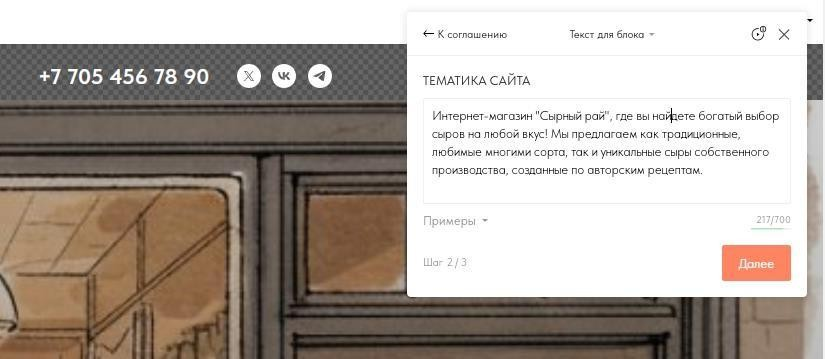 ← К соглашению
Текст для блока
+7 705 456 78 90
ТЕМАТИКА САЙТА
Интернет-магазин "Сырный рай", где вы найдете богатый выбор
сыров на любой вкус! Мы предлагаем как традиционные,
любимые многими сорта, так и уникальные сыры собственного
производства, созданные по авторским рецептам.
Примеры
217/700
Шаг 2 / 3
Далее